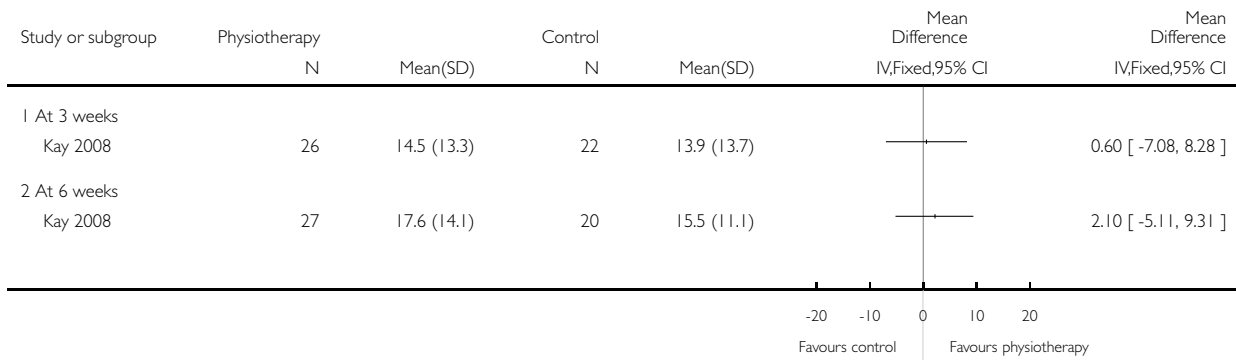 Study or subgroup Physiotherapy Control Mean Difference Mean Difference
N Mean(SD) N Mean(SD) IV,Fixed,95% CI IV,Fixed,95% CI
1 At 3 weeks
Kay 2008 26 14.5 (13.3) 22 13.9 (13.7) 0.60 [ -7.08, 8.28 ]
2 At 6 weeks
Kay 2008 27 17.6 (14.1) 20 15.5 (11.1) 2.10 [ -5.11, 9.31 ]
-20 -10 0 10 20
Favours control Favours physiotherapy